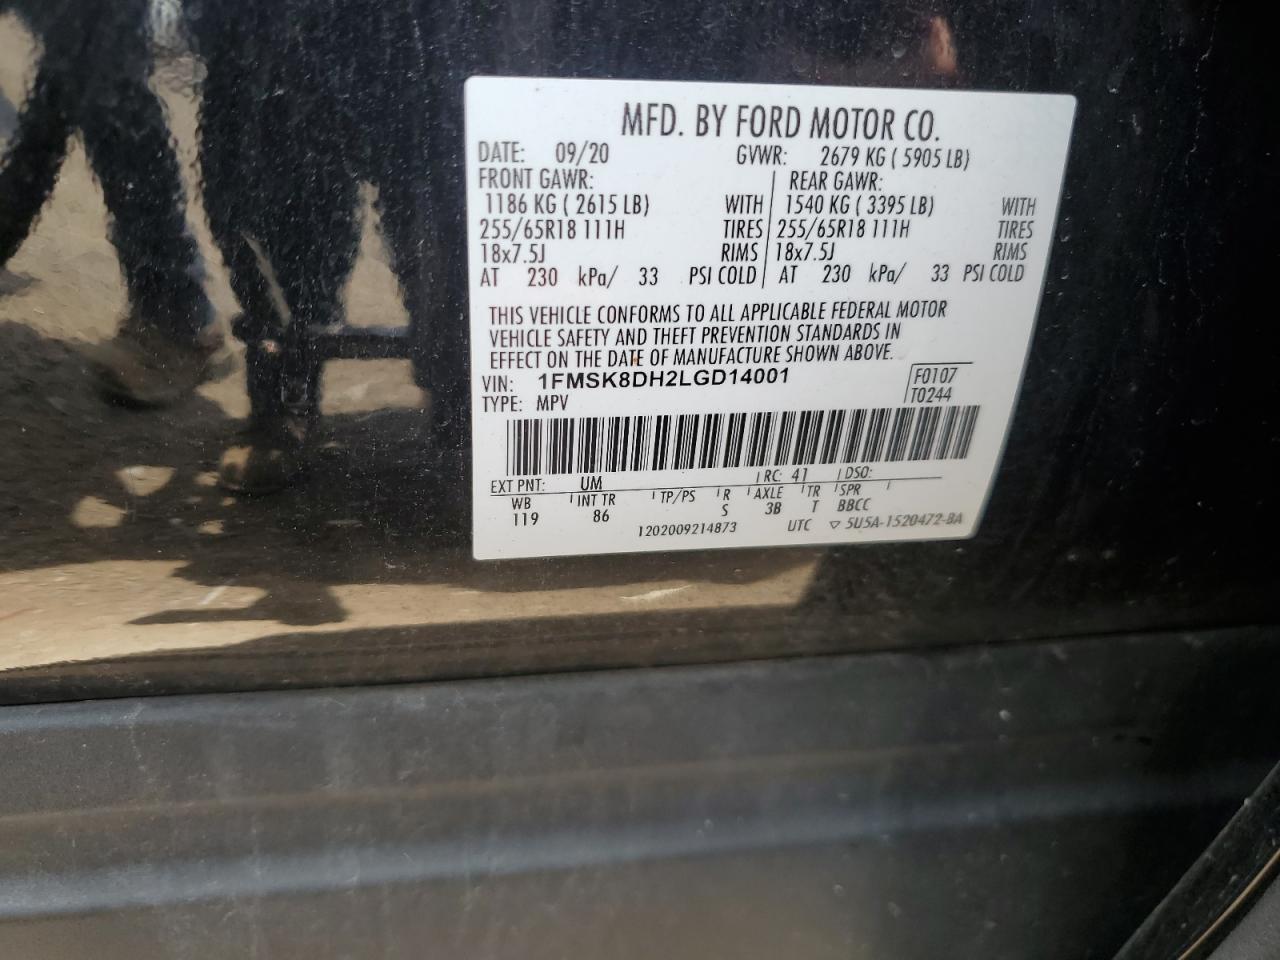 MFD. BY FORD MOTOR CO.
DATE: 09/20 GVWR: 2679 KG ( 5905 LB)
FRONT GAWR: REAR GAWR:
1186 KG ( 2615 LB) WITH 1540 KG ( 3395 LB) WITH
255/65R18 111H TIRES 255/65R18 111H TIRES
18x7.5J RIMS 18x7.5J RIMS
AT 230 kPa/ 33 PSI COLD AT 230 kPa/ 33 PSI COLD
THIS VEHICLE CONFORMS TO ALL APPLICABLE FEDERAL MOTOR
VEHICLE SAFETY AND THEFT PREVENTION STANDARDS IN
EFFECT ON THE DATE OF MANUFACTURE SHOWN ABOVE.
VIN: 1FMSK8DH2LGD14001 F0107
TYPE: MPV T0244
EXT PNT: UM RC: 41 DSO:
WB INT TR TP/PS R AXLE TR SPR
119 86 S 3B T BBCC
1202009214873 UTC ▽ 5U5A-1520472-BA